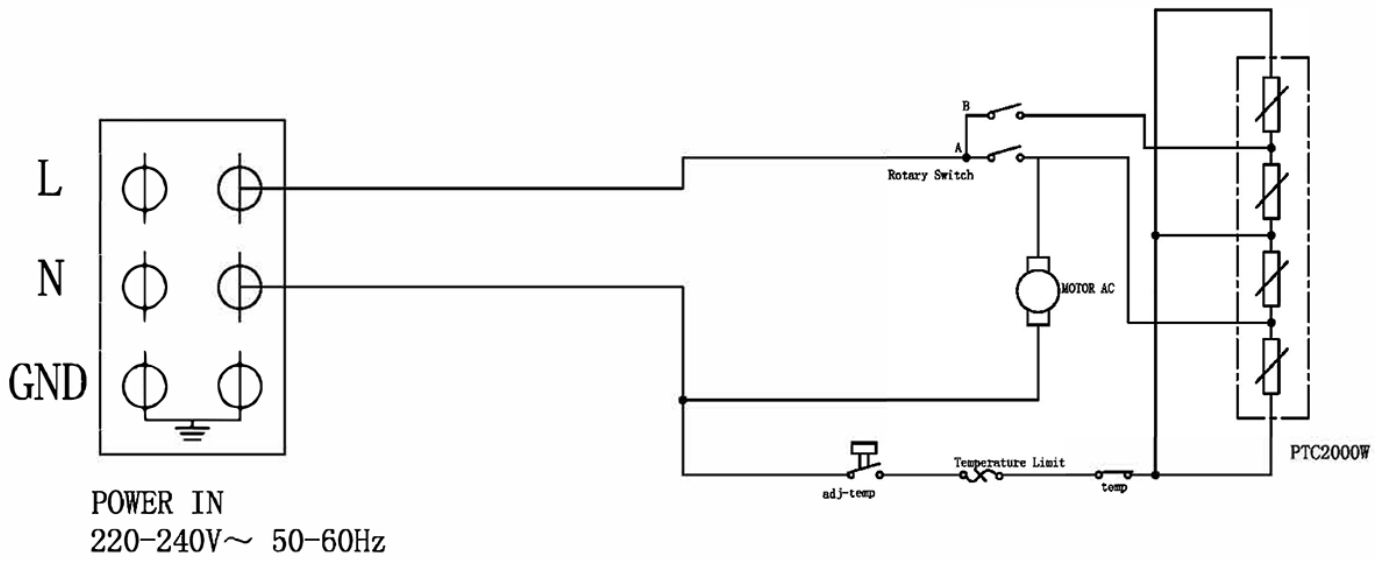 L
N
GND
POWER IN
220-240V～ 50-60Hz
B
A
Rotary Switch
MOTOR AC
adj-temp
Temperature Limit
temp
PTC2000W